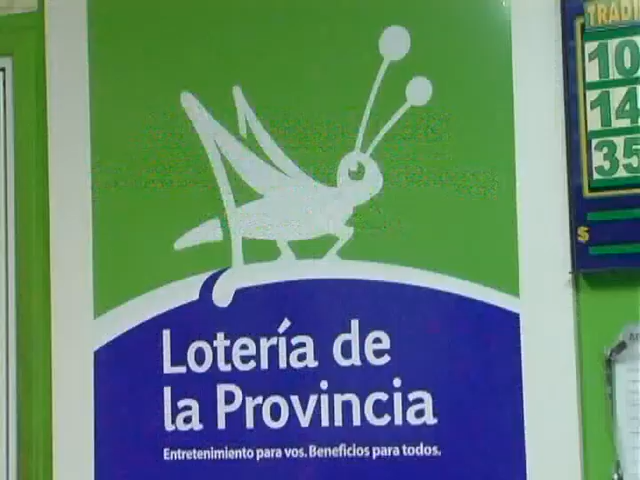 Lotería de
la Provincia
Entretenimiento para vos. Beneficios para todos.
TRADI
10
14
35
$